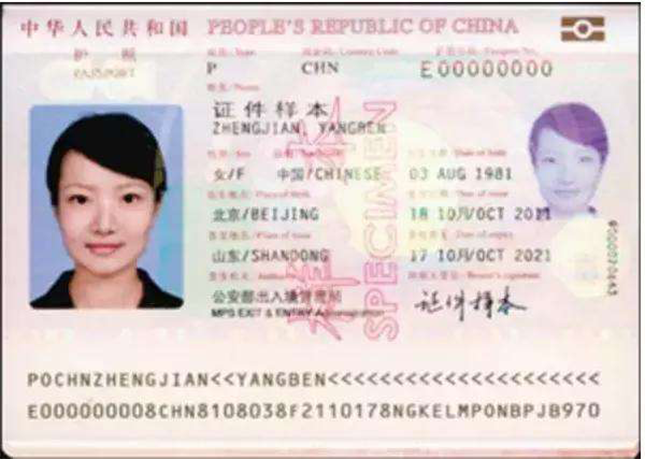 中华人民共和国 PEOPLE'S REPUBLIC OF CHINA
护 照
PASSPORT
P CHN E00000000
证件样本
ZHENGJIAN, YANGBEN
女/F 中国/CHINESE 03 AUG 1981
北京/BEIJING 18 10月/OCT 2011
山东/SHANDONG 17 10月/OCT 2021
公安部出入境管理局
MPS EXIT & ENTRY Administration
证件样本
样本
SPECIMEN
POCHNZHENGJIAN<<YANGBEN<<<<<<<<<<<<<<<<<<<<<
E000000008CHN8108038F2110178NGKELMPONBPJB970